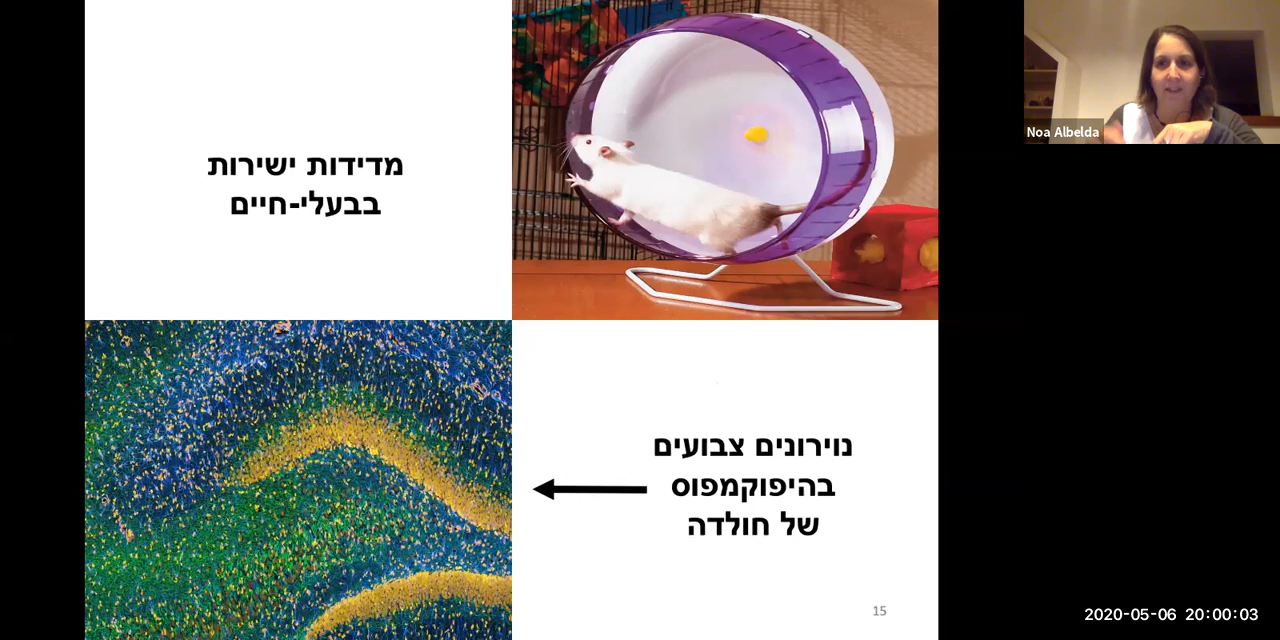 מדידות ישירות
בבעלי-חיים
Noa Albelda
נוירונים צבועים
בהיפוקמפוס
של חולדה
15
2020-05-06 20:00:03